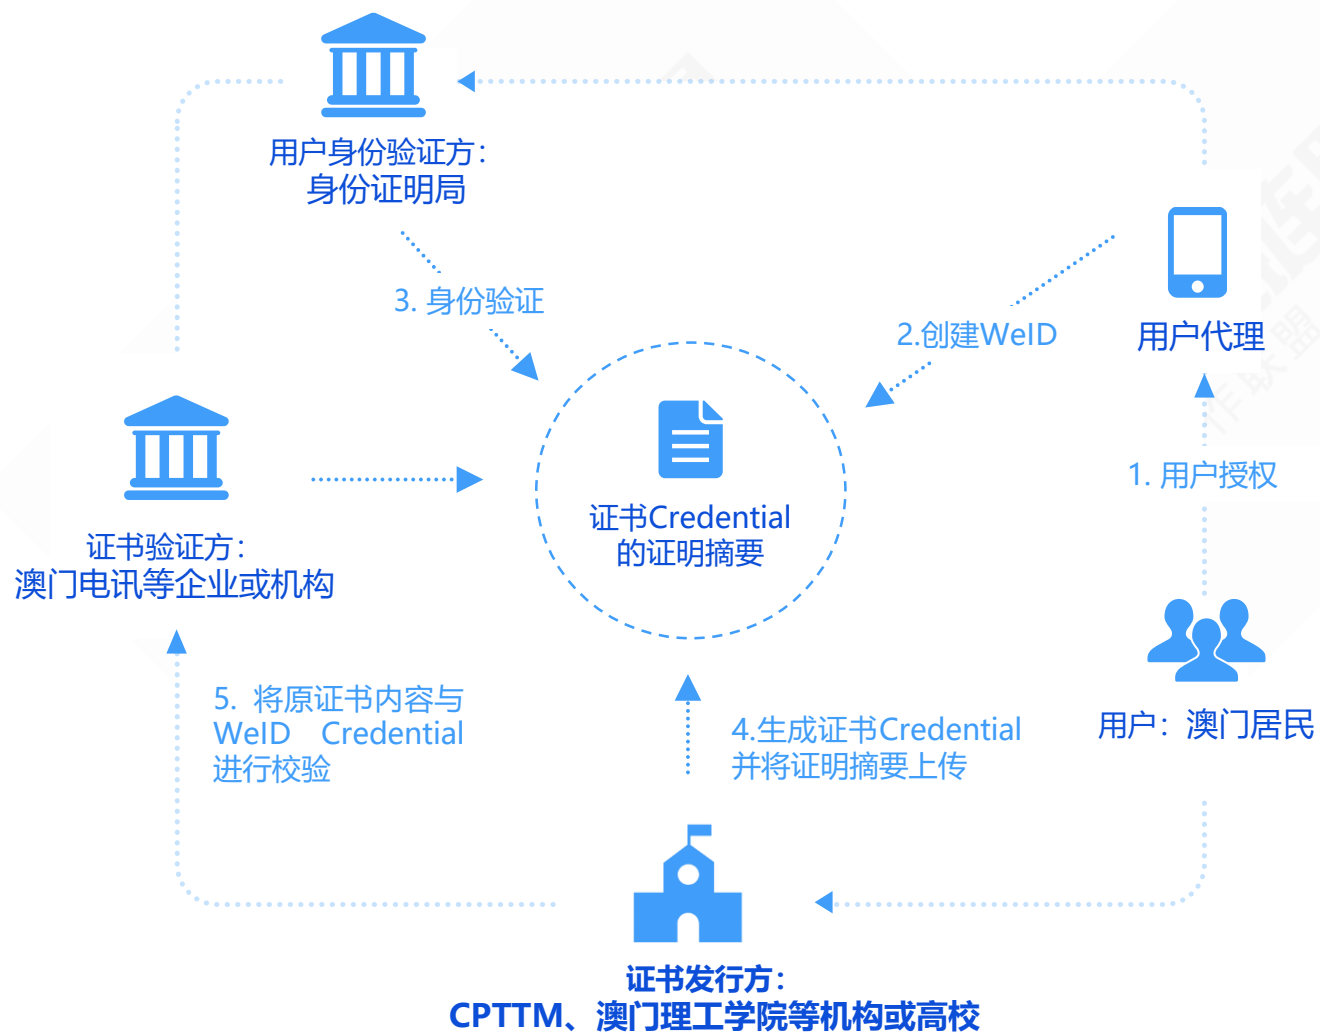 用户身份验证方：
身份证明局
3. 身份验证
2.创建WeID
用户代理
1. 用户授权
证书Credential
的证明摘要
证书验证方：
澳门电讯等企业或机构
5. 将原证书内容与
WeID Credential
进行校验
4.生成证书Credential
并将证明摘要上传
用户：澳门居民
证书发行方：
CPTTM、澳门理工学院等机构或高校